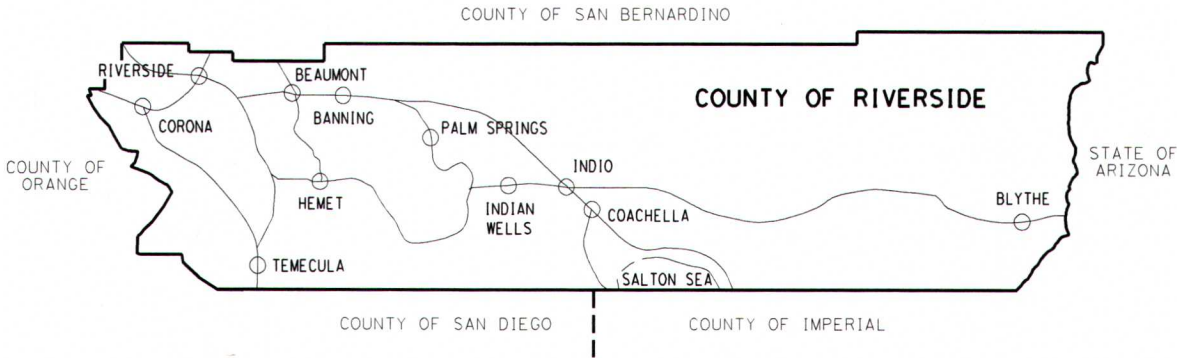 COUNTY OF SAN BERNARDINO
RIVERSIDE
BEAUMONT
COUNTY OF RIVERSIDE
BANNING
CORONA
PALM SPRINGS
COUNTY OF
ORANGE
STATE OF
ARIZONA
INDIO
HEMET
INDIAN
WELLS
COACHELLA
BLYTHE
TEMECULA
SALTON SEA
COUNTY OF SAN DIEGO
COUNTY OF IMPERIAL